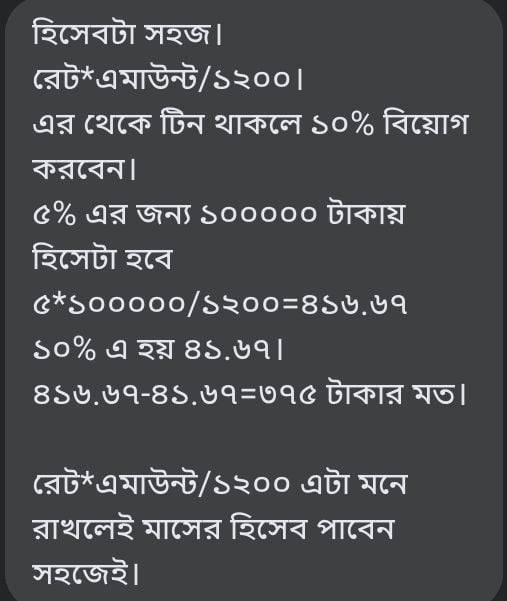 হিসেবটা সহজ।
রেট*এমাউন্ট/১২০০।
এর থেকে টিন থাকলে ১০% বিয়োগ
করবেন।
৫% এর জন্য ১০০০০০ টাকায়
হিসেটা হবে
৫*১০০০০০/১২০০=৪১৬.৬৭
১০% এ হয় ৪১.৬৭।
৪১৬.৬৭-৪১.৬৭=৩৭৫ টাকার মত।
রেট*এমাউন্ট/১২০০ এটা মনে
রাখলেই মাসের হিসেব পাবেন
সহজেই।